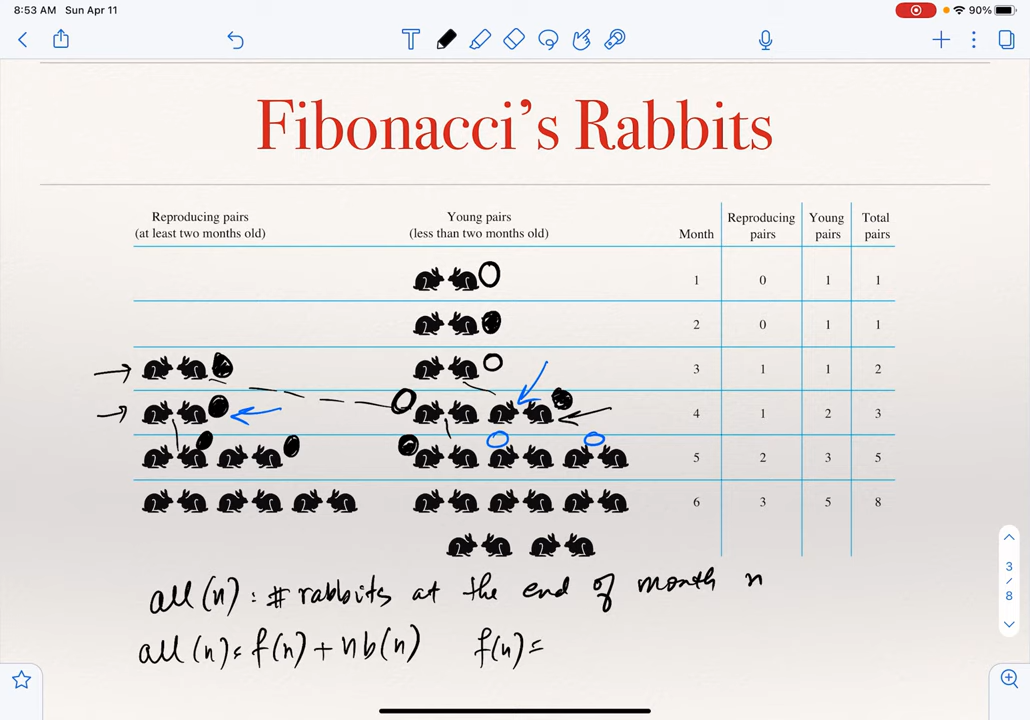 8:53 AM Sun Apr 11
90%
T
Fibonacci's Rabbits
Reproducing pairs
(at least two months old)
Young pairs
(less than two months old)
Month
Reproducing
pairs
Young
pairs
Total
pairs
1 0 1 1
2 0 1 1
3 1 1 2
4 1 2 3
5 2 3 5
6 3 5 8
all(n): # rabbits at the end of month n
all(n) = f(n) + nb(n) f(n) =
3
/
8